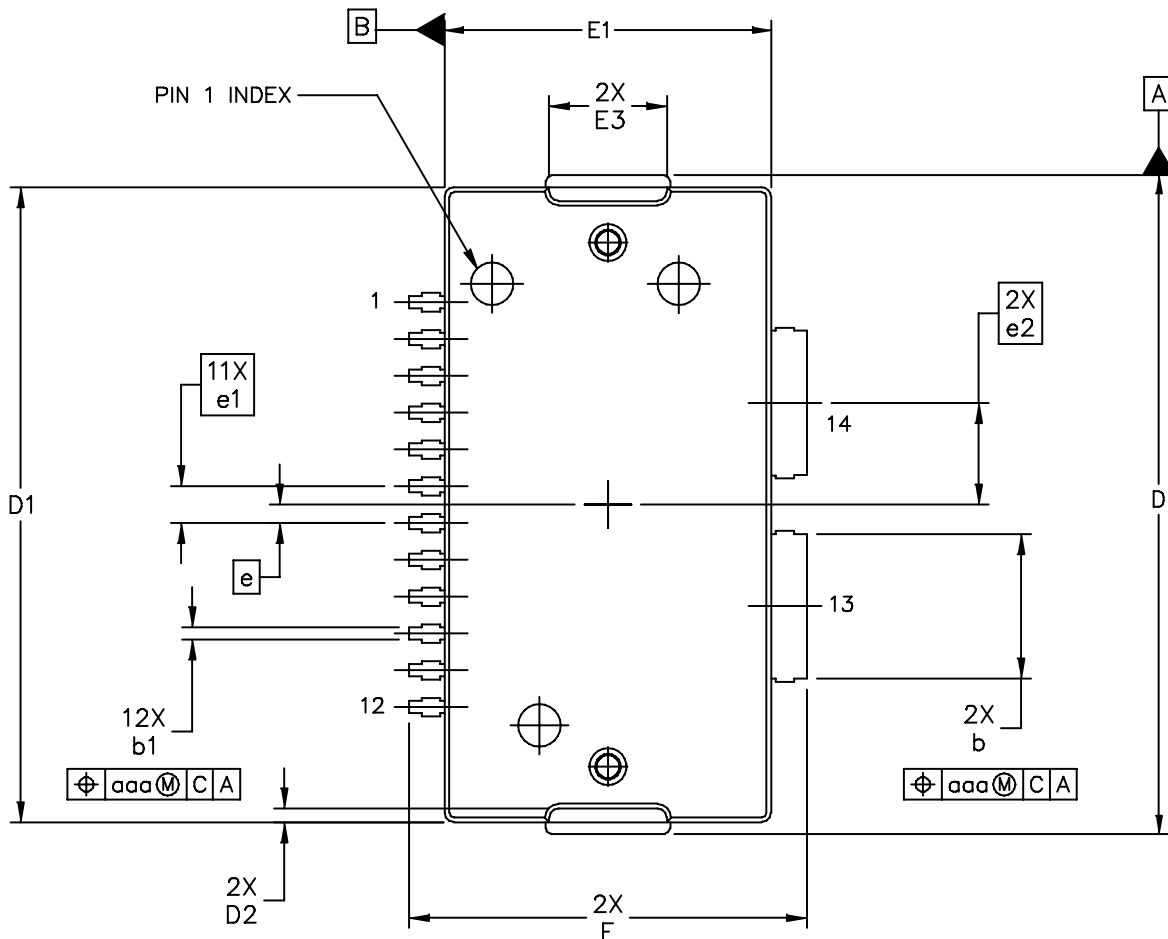 B
E1
PIN 1 INDEX
2X
E3
A
1
2X
e2
11X
e1
14
D1
D
e
13
12X
b1
12
2X
b
⌖ aaa Ⓜ C A
⌖ aaa Ⓜ C A
2X
D2
2X